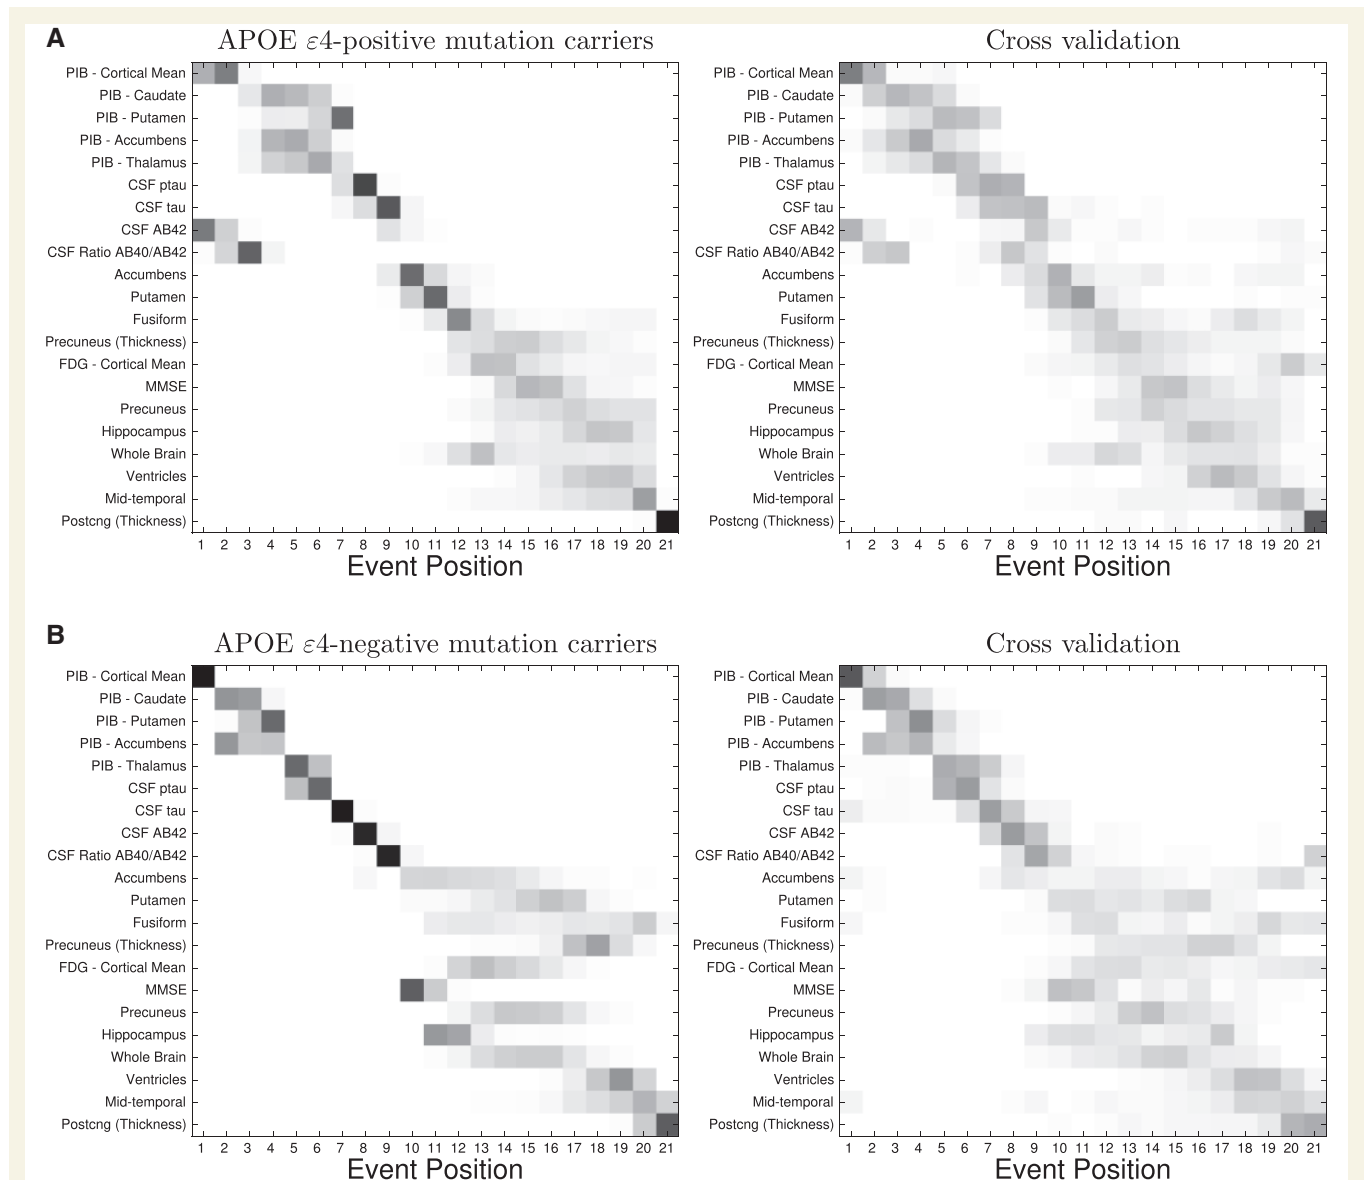 A
APOE ε4-positive mutation carriers
PIB - Cortical Mean
PIB - Caudate
PIB - Putamen
PIB - Accumbens
PIB - Thalamus
CSF ptau
CSF tau
CSF AB42
CSF Ratio AB40/AB42
Accumbens
Putamen
Fusiform
Precuneus (Thickness)
FDG - Cortical Mean
MMSE
Precuneus
Hippocampus
Whole Brain
Ventricles
Mid-temporal
Postcng (Thickness)
1 2 3 4 5 6 7 8 9 10 11 12 13 14 15 16 17 18 19 20 21
Event Position
Cross validation
PIB - Cortical Mean
PIB - Caudate
PIB - Putamen
PIB - Accumbens
PIB - Thalamus
CSF ptau
CSF tau
CSF AB42
CSF Ratio AB40/AB42
Accumbens
Putamen
Fusiform
Precuneus (Thickness)
FDG - Cortical Mean
MMSE
Precuneus
Hippocampus
Whole Brain
Ventricles
Mid-temporal
Postcng (Thickness)
1 2 3 4 5 6 7 8 9 10 11 12 13 14 15 16 17 18 19 20 21
Event Position
B
APOE ε4-negative mutation carriers
PIB - Cortical Mean
PIB - Caudate
PIB - Putamen
PIB - Accumbens
PIB - Thalamus
CSF ptau
CSF tau
CSF AB42
CSF Ratio AB40/AB42
Accumbens
Putamen
Fusiform
Precuneus (Thickness)
FDG - Cortical Mean
MMSE
Precuneus
Hippocampus
Whole Brain
Ventricles
Mid-temporal
Postcng (Thickness)
1 2 3 4 5 6 7 8 9 10 11 12 13 14 15 16 17 18 19 20 21
Event Position
Cross validation
PIB - Cortical Mean
PIB - Caudate
PIB - Putamen
PIB - Accumbens
PIB - Thalamus
CSF ptau
CSF tau
CSF AB42
CSF Ratio AB40/AB42
Accumbens
Putamen
Fusiform
Precuneus (Thickness)
FDG - Cortical Mean
MMSE
Precuneus
Hippocampus
Whole Brain
Ventricles
Mid-temporal
Postcng (Thickness)
1 2 3 4 5 6 7 8 9 10 11 12 13 14 15 16 17 18 19 20 21
Event Position